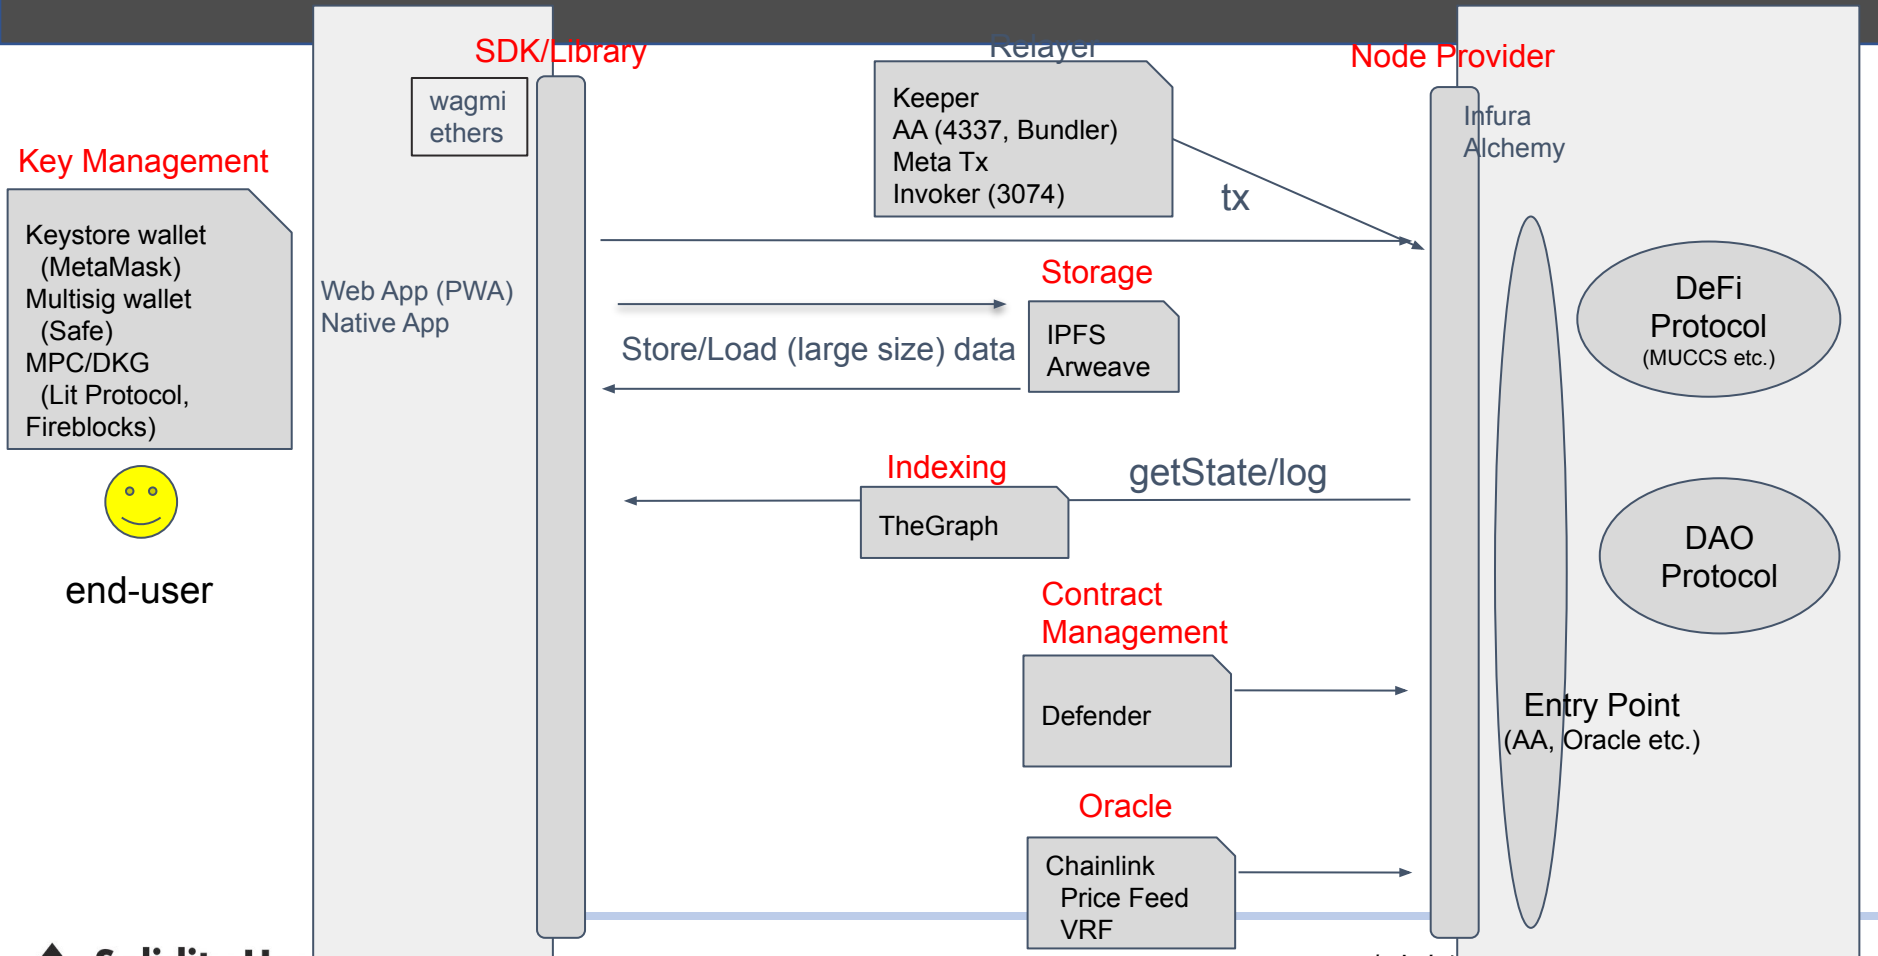 SDK/Library
Relayer
Node Provider
wagmi
ethers
Keeper
AA (4337, Bundler)
Meta Tx
Invoker (3074)
Infura
Alchemy
Key Management
tx
Keystore wallet
(MetaMask)
Multisig wallet
(Safe)
MPC/DKG
(Lit Protocol,
Fireblocks)
Web App (PWA)
Native App
Storage
Store/Load (large size) data
IPFS
Arweave
DeFi
Protocol
(MUCCS etc.)
Indexing
getState/log
TheGraph
DAO
Protocol
end-user
Contract
Management
Defender
Entry Point
(AA, Oracle etc.)
Oracle
Chainlink
Price Feed
VRF